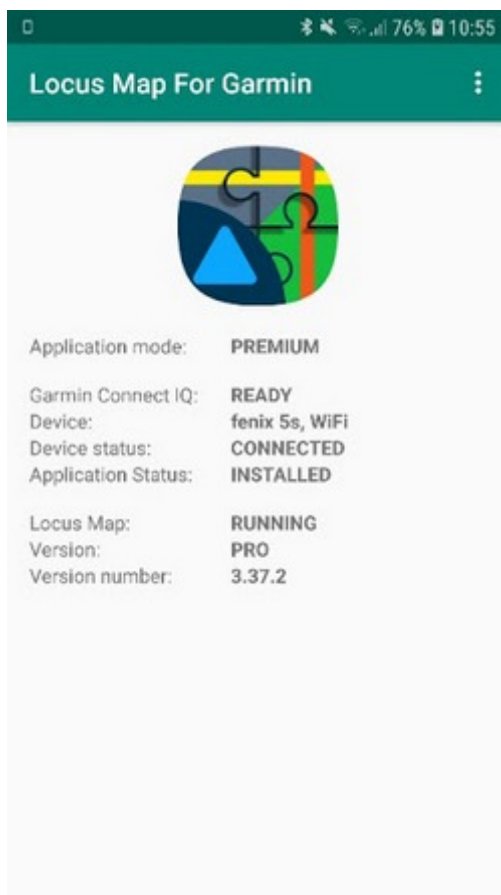 76% 10:55
Locus Map For Garmin
Application mode: PREMIUM
Garmin Connect IQ: READY
Device: fenix 5s, WiFi
Device status: CONNECTED
Application Status: INSTALLED
Locus Map: RUNNING
Version: PRO
Version number: 3.37.2